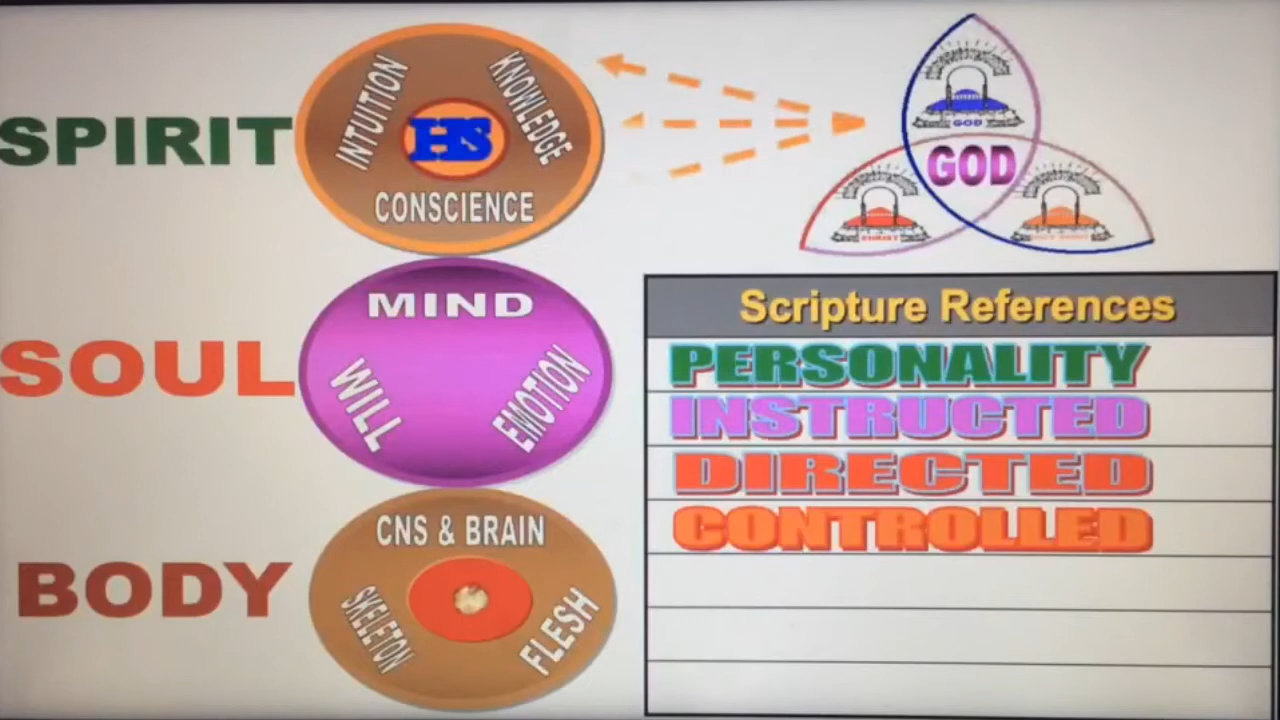 SPIRIT
INTUITION
KNOWLEDGE
HS
CONSCIENCE
GOD
GOD
CHRIST
SOUL
MIND
WILL
EMOTION
BODY
CNS & BRAIN
SKELETON
FLESH
Scripture References
PERSONALITY
INSTRUCTED
DIRECTED
CONTROLLED